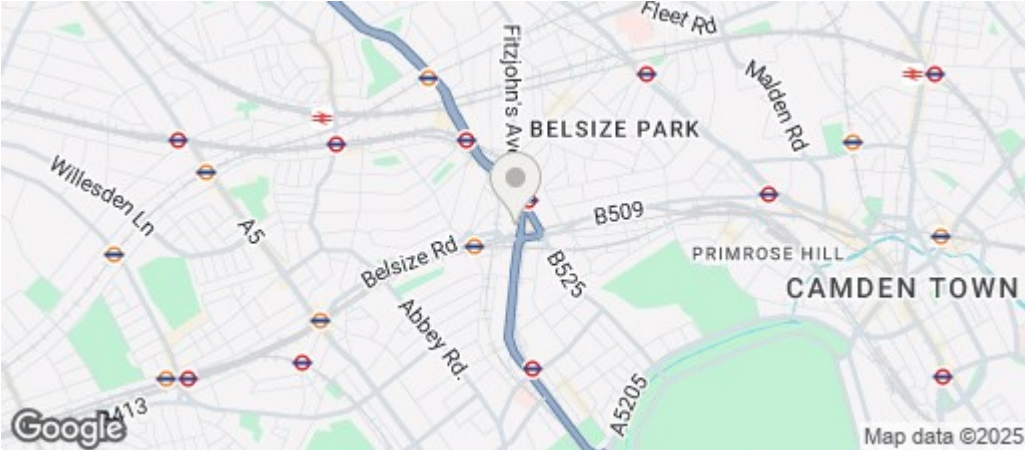 Fleet Rd
Fitzjohn's Ave
Malden Rd
BELSIZE PARK
Willesden Ln
A5
B509
Belsize Rd
B525
PRIMROSE HILL
CAMDEN TOWN
Abbey Rd.
A5205
B413
Google
Map data ©2025